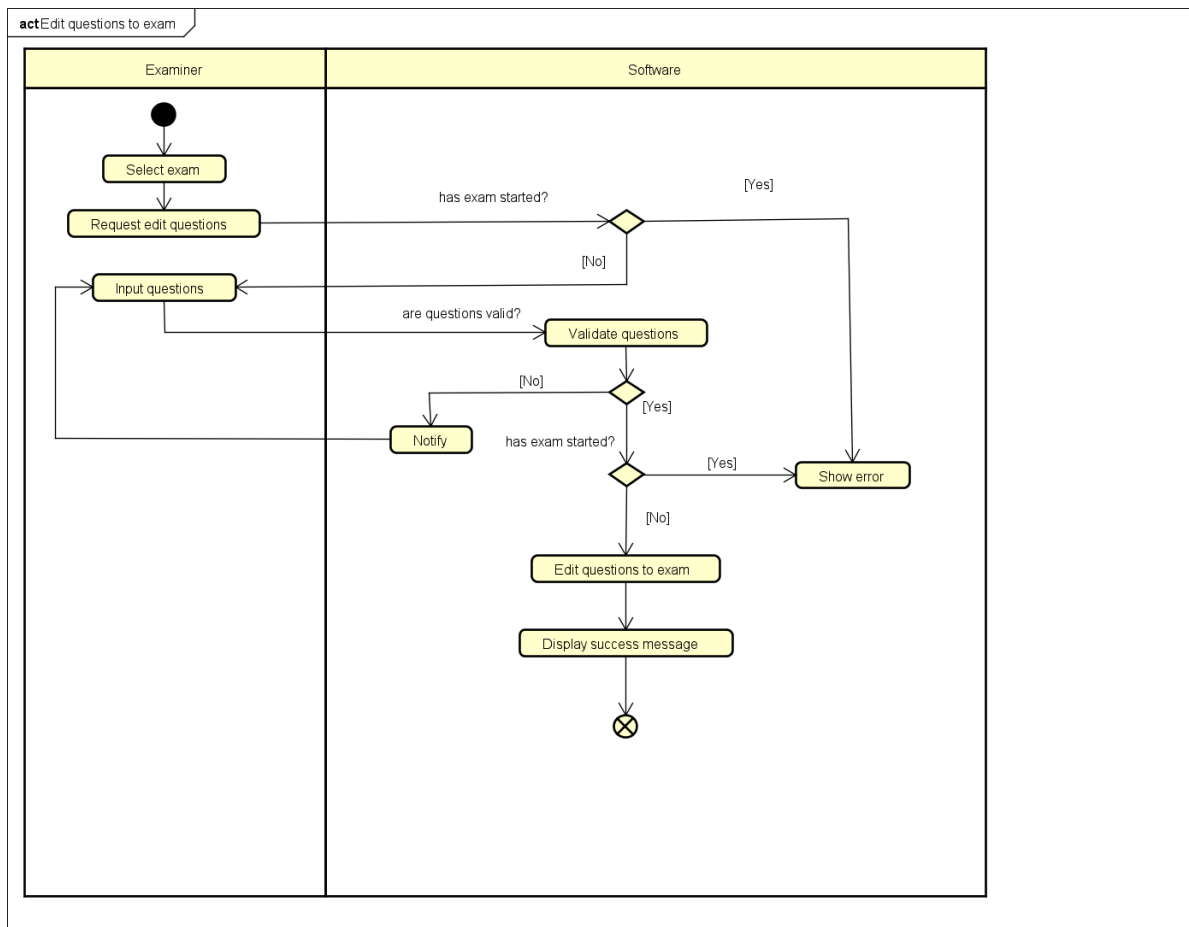 act Edit questions to exam
Examiner
Software
Select exam
[Yes]
has exam started?
Request edit questions
[No]
Input questions
are questions valid?
Validate questions
[No]
[Yes]
Notify
has exam started?
[Yes]
Show error
[No]
Edit questions to exam
Display success message